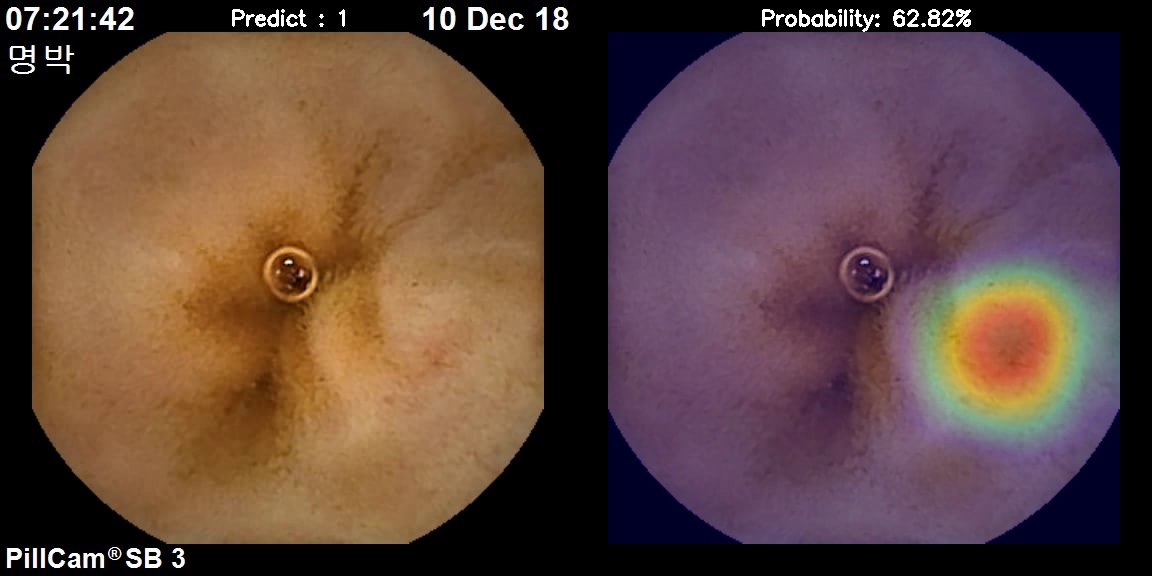 07:21:42 Predict : 1 10 Dec 18 Probability: 62.82%
명박
PillCam® SB 3